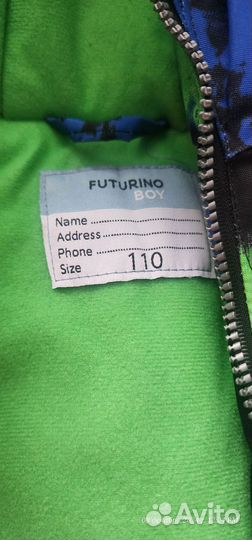 FUTURINO
BOY
Name..............................
Address..........................
Phone.............................
Size 110
Avito